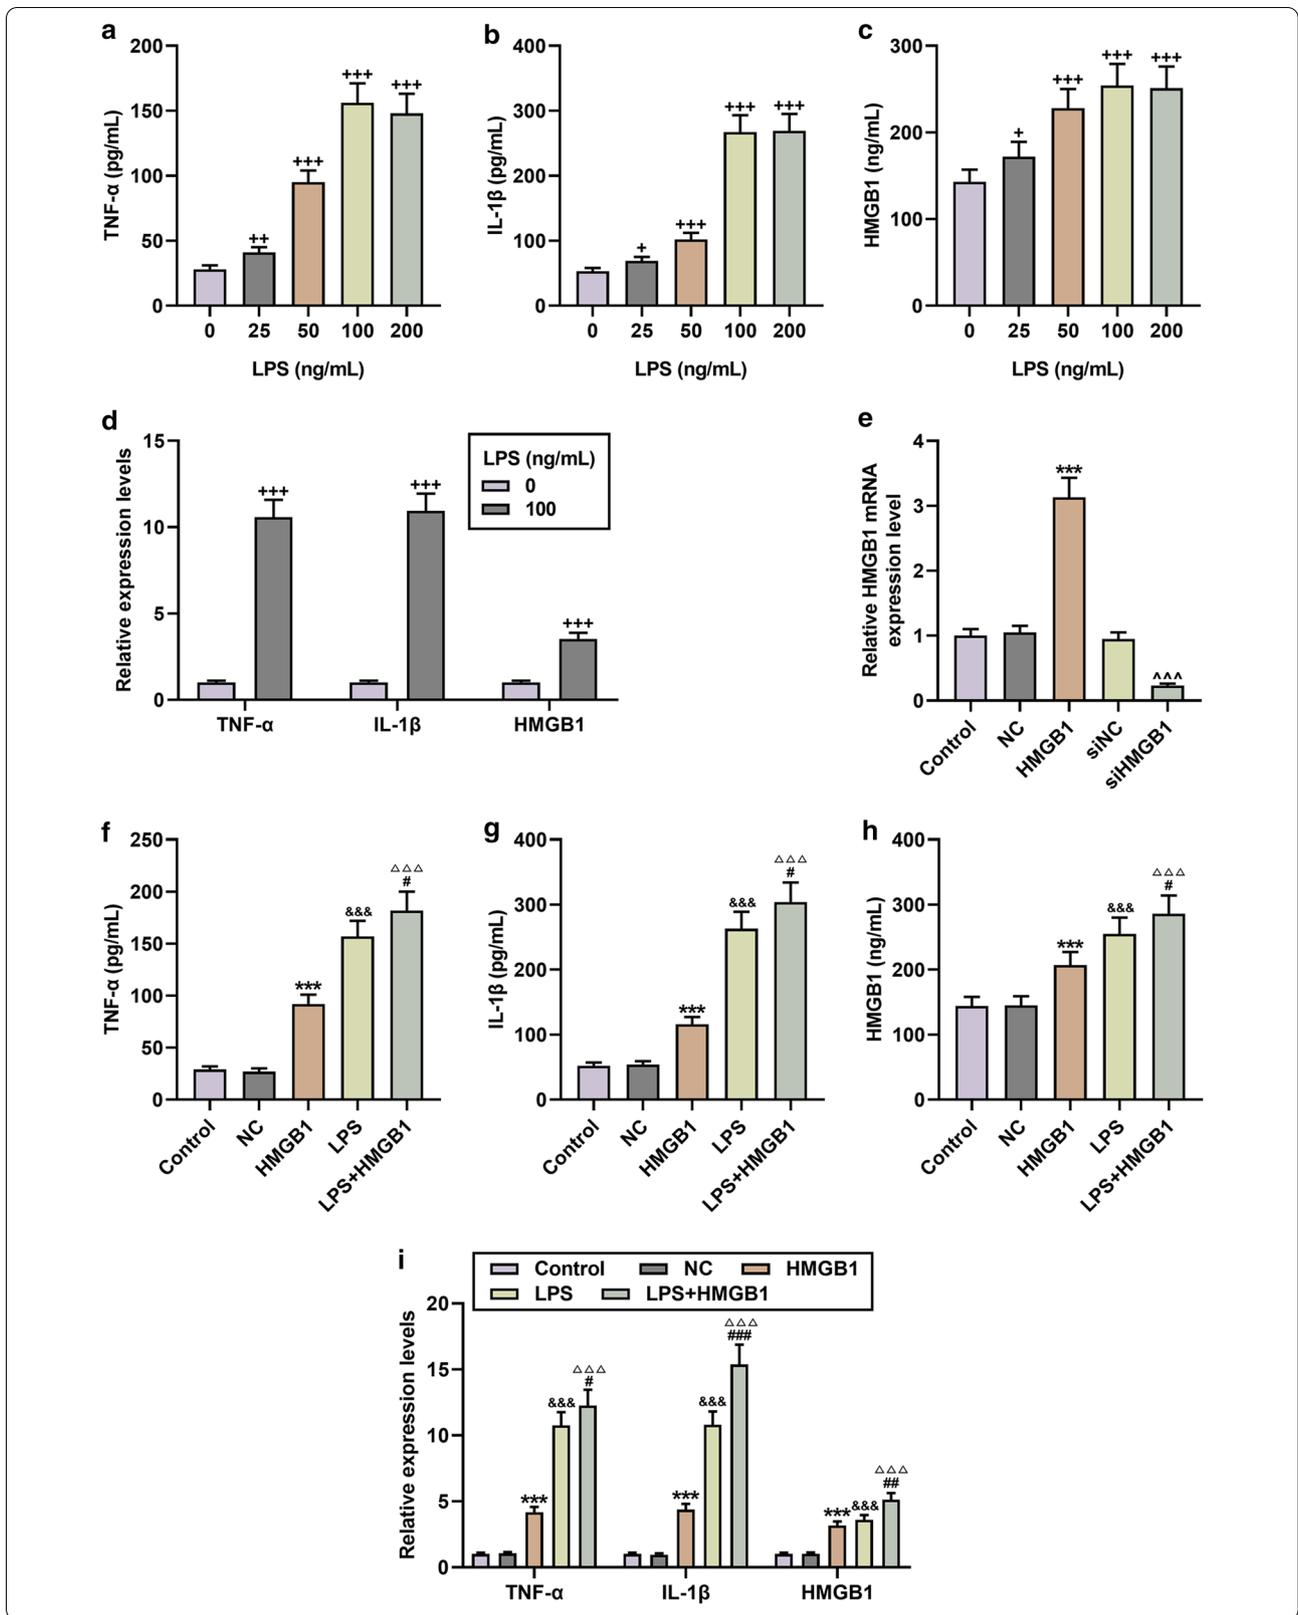 a
TNF-α (pg/mL)
200
150
100
50
0
++
+++
+++
+++
0 25 50 100 200
LPS (ng/mL)
b
IL-1β (pg/mL)
400
300
200
100
0
+
+++
+++
+++
0 25 50 100 200
LPS (ng/mL)
c
HMGB1 (ng/mL)
300
200
100
0
+
+++
+++
+++
0 25 50 100 200
LPS (ng/mL)
d
Relative expression levels
15
10
5
0
+++
+++
+++
TNF-α IL-1β HMGB1
LPS (ng/mL)
0
100
e
Relative HMGB1 mRNA
expression level
4
3
2
1
0
***
^^^
Control
NC
HMGB1
siNC
siHMGB1
f
TNF-α (pg/mL)
250
200
150
100
50
0
***
&&&
△△△
#
Control
NC
HMGB1
LPS
LPS+HMGB1
g
IL-1β (pg/mL)
400
300
200
100
0
***
&&&
△△△
#
Control
NC
HMGB1
LPS
LPS+HMGB1
h
HMGB1 (ng/mL)
400
300
200
100
0
***
&&&
△△△
#
Control
NC
HMGB1
LPS
LPS+HMGB1
i
Control NC HMGB1
LPS LPS+HMGB1
Relative expression levels
20
15
10
5
0
***
&&&
△△△
#
***
&&&
△△△
###
***
&&&
△△△
##
TNF-α IL-1β HMGB1